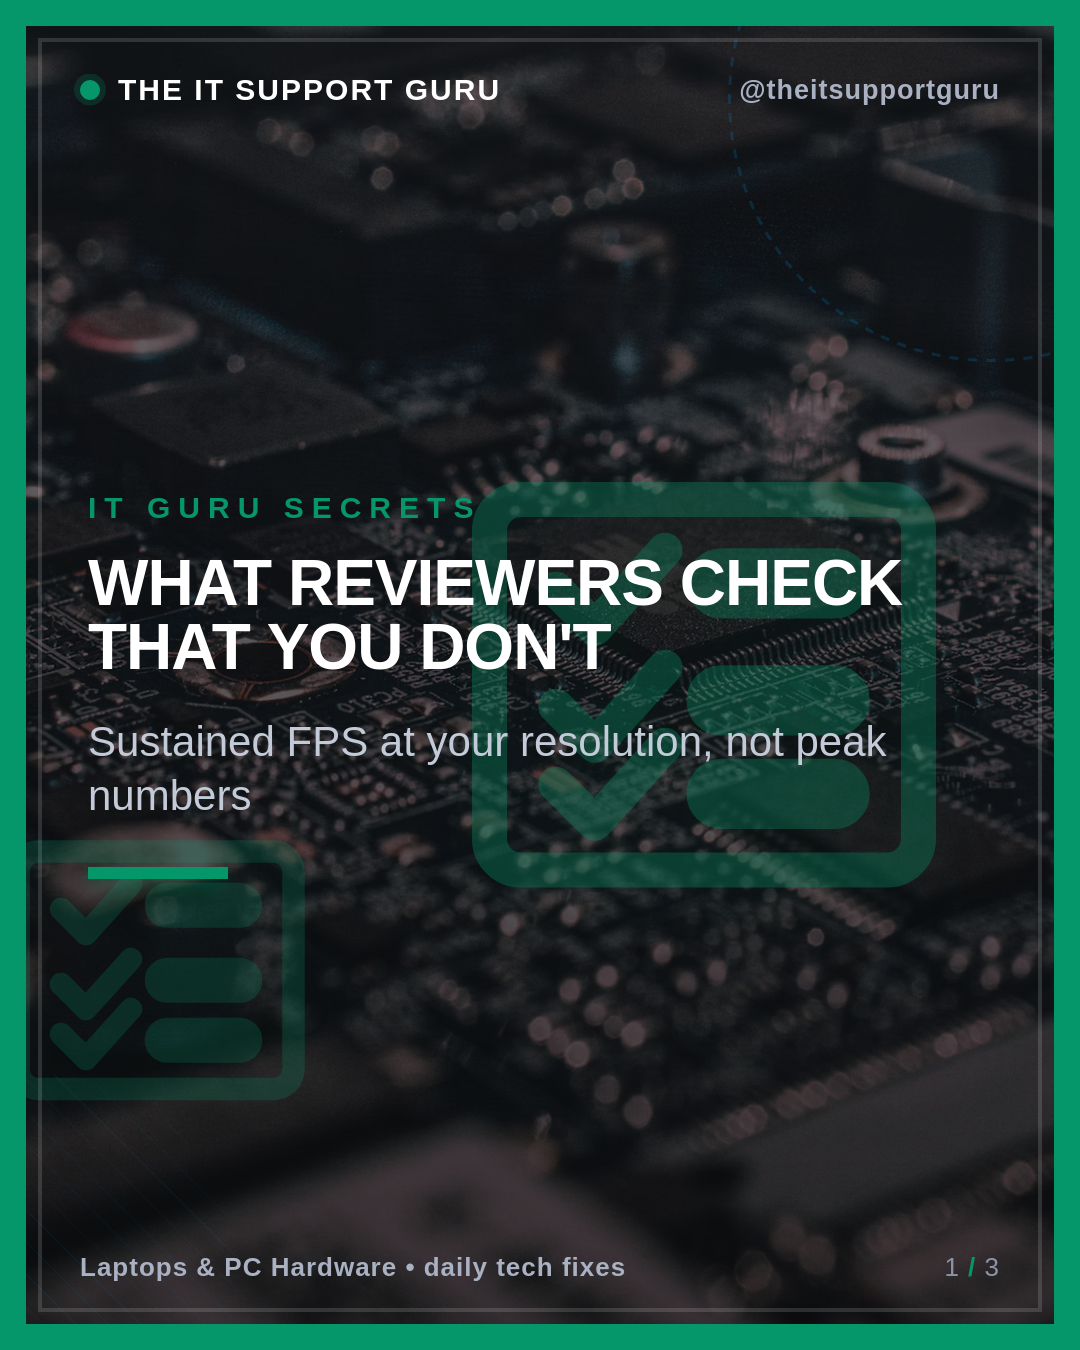 THE IT SUPPORT GURU
@theitsupportguru
IT GURU SECRETS
WHAT REVIEWERS CHECK
THAT YOU DON'T
Sustained FPS at your resolution, not peak
numbers
Laptops & PC Hardware • daily tech fixes
1 / 3